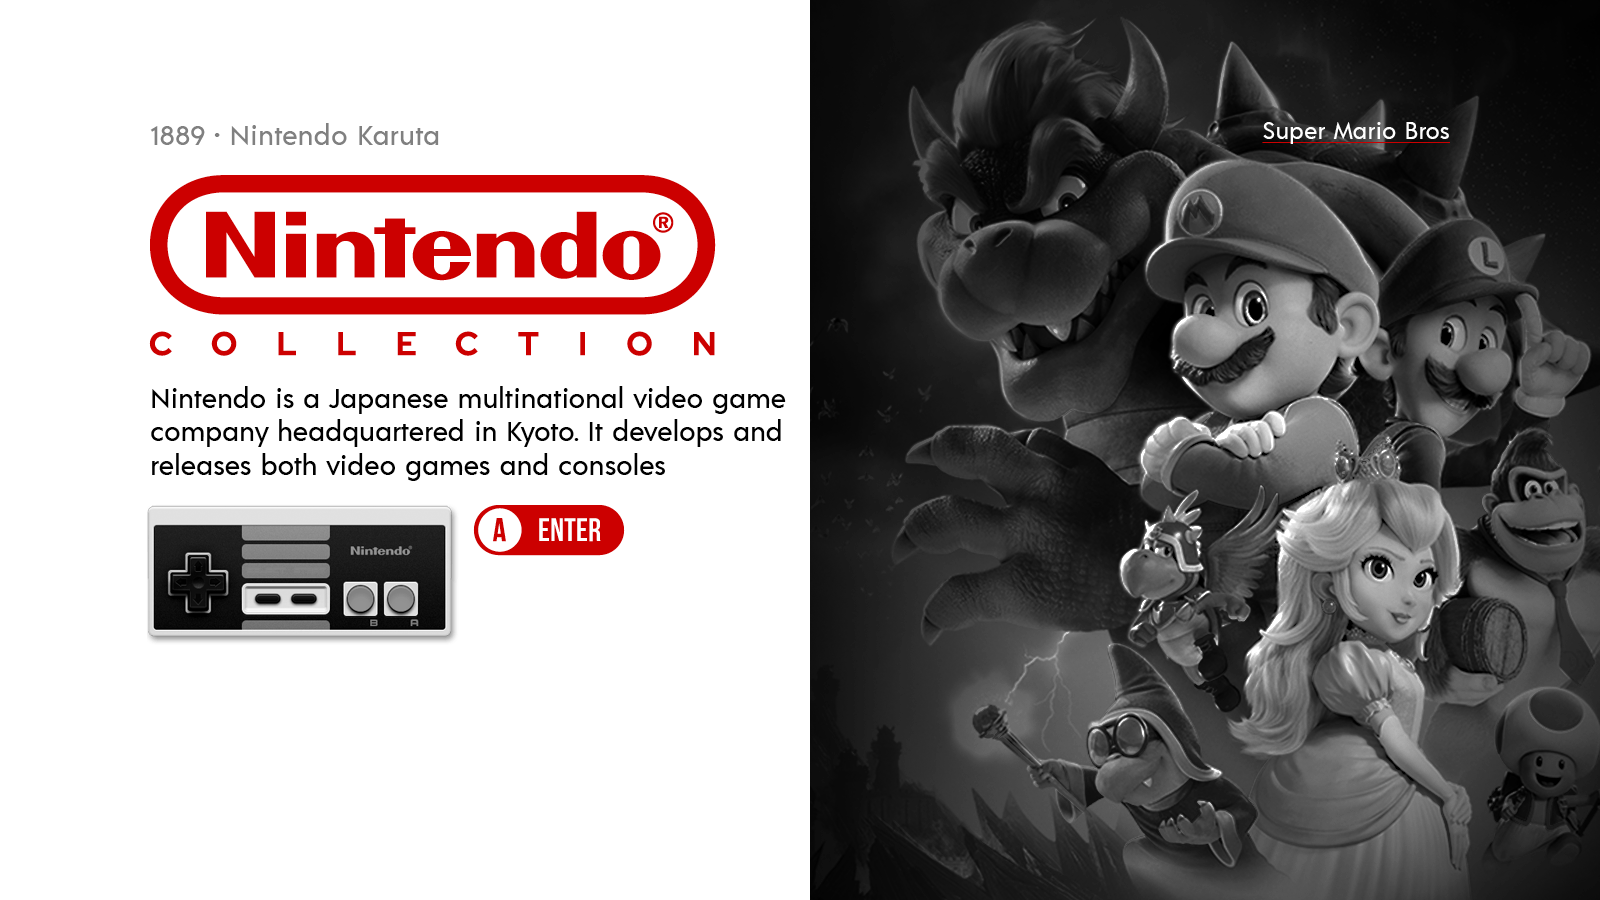 1889 · Nintendo Karuta
Nintendo®
COLLECTION
Nintendo is a Japanese multinational video game
company headquartered in Kyoto. It develops and
releases both video games and consoles
Nintendo®
B A
A ENTER
Super Mario Bros
M
L